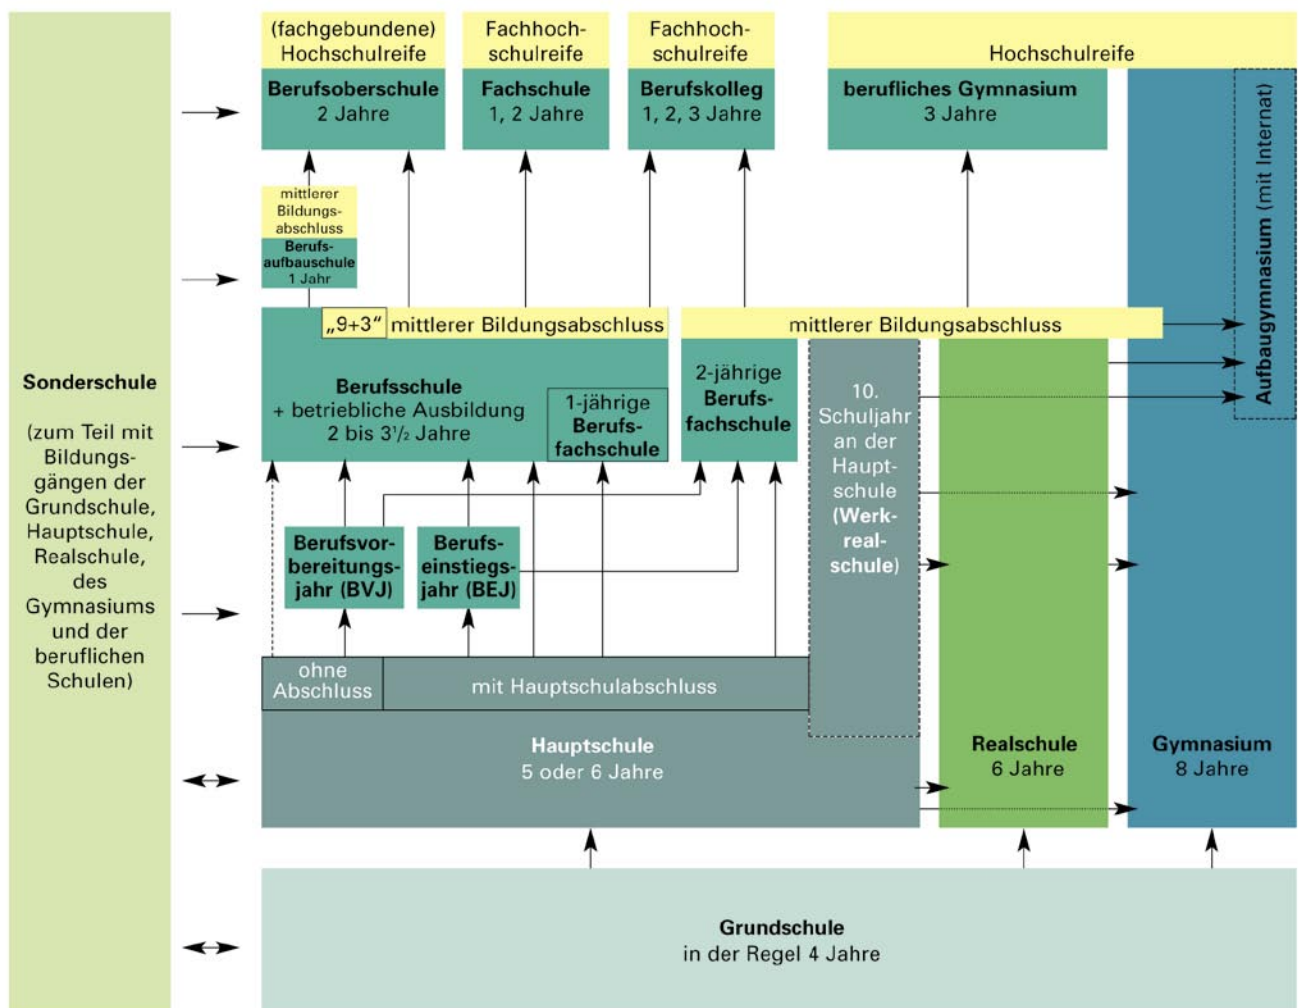 (fachgebundene)
Hochschulreife
Berufsoberschule
2 Jahre
Fachhoch-
schulreife
Fachschule
1, 2 Jahre
Fachhoch-
schulreife
Berufskolleg
1, 2, 3 Jahre
Hochschulreife
berufliches Gymnasium
3 Jahre
Aufbaugymnasium (mit Internat)
mittlerer
Bildungs-
abschluss
Berufs-
aufbauschule
1 Jahr
„9+3“ mittlerer Bildungsabschluss
mittlerer Bildungsabschluss
Sonderschule
(zum Teil mit
Bildungs-
gängen der
Grundschule,
Hauptschule,
Realschule,
des
Gymnasiums
und der
beruflichen
Schulen)
Berufsschule
+ betriebliche Ausbildung
2 bis 3 1/2 Jahre
1-jährige
Berufs-
fachschule
2-jährige
Berufs-
fachschule
10.
Schuljahr
an der
Haupt-
schule
(Werk-
real-
schule)
Berufsvor-
bereitungs-
jahr (BVJ)
Berufs-
einstiegs-
jahr (BEJ)
ohne
Abschluss
mit Hauptschulabschluss
Hauptschule
5 oder 6 Jahre
Realschule
6 Jahre
Gymnasium
8 Jahre
Grundschule
in der Regel 4 Jahre